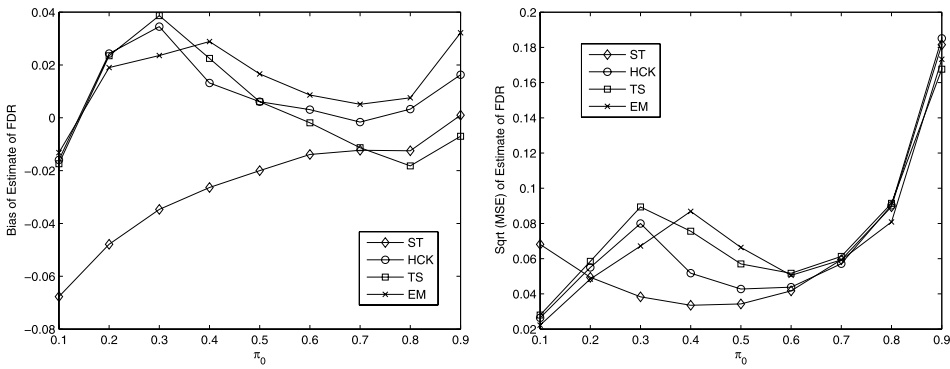 0.04
0.02
0
−0.02
−0.04
−0.06
−0.08
Bias of Estimate of FDR
ST
HCK
TS
EM
0.1 0.2 0.3 0.4 0.5 0.6 0.7 0.8 0.9
π0
0.2
0.18
0.16
0.14
0.12
0.1
0.08
0.06
0.04
0.02
Sqrt (MSE) of Estimate of FDR
ST
HCK
TS
EM
0.1 0.2 0.3 0.4 0.5 0.6 0.7 0.8 0.9
π0